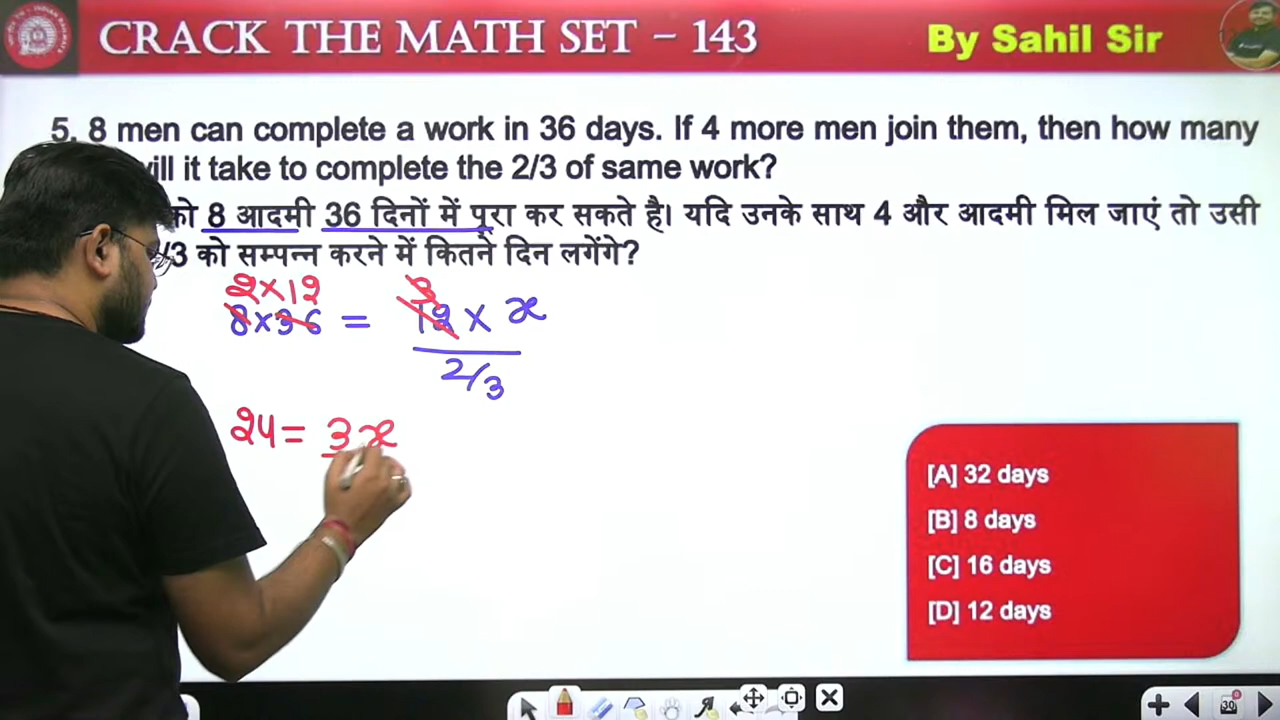 CRACK THE MATH SET – 143
By Sahil Sir
5. 8 men can complete a work in 36 days. If 4 more men join them, then how many
will it take to complete the 2/3 of same work?
को 8 आदमी 36 दिनों में पूरा कर सकते है। यदि उनके साथ 4 और आदमी मिल जाएं तो उसी
/3 को सम्पन्न करने में कितने दिन लगेंगे?
2×12 3
8×36 = 12 × x
2/3
24 = 3x
[A] 32 days
[B] 8 days
[C] 16 days
[D] 12 days
30